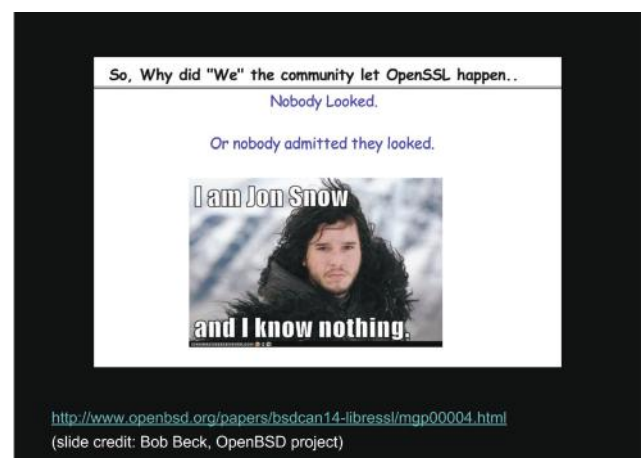 So, Why did "We" the community let OpenSSL happen..
Nobody Looked.
Or nobody admitted they looked.
I am Jon Snow
and I know nothing.
http://www.openbsd.org/papers/bsdcan14-libressl/mgp00004.html
(slide credit: Bob Beck, OpenBSD project)